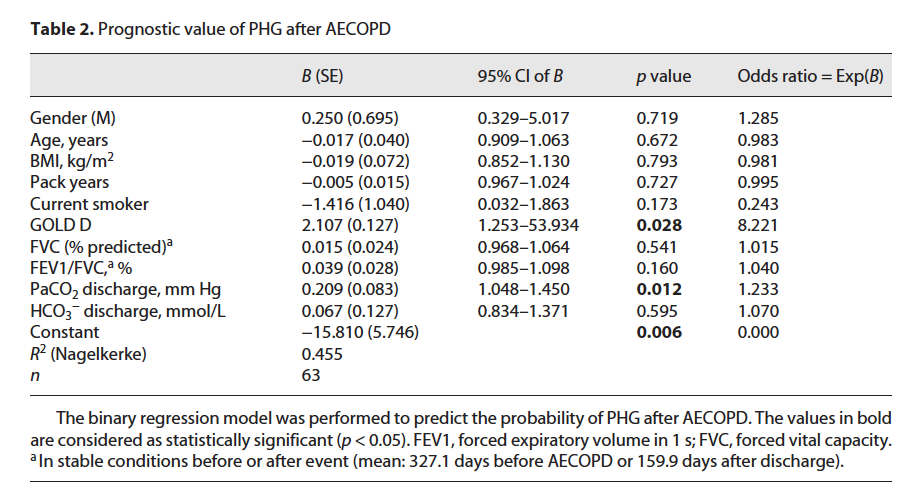 Table 2. Prognostic value of PHG after AECOPD
B (SE) 95% CI of B p value Odds ratio = Exp(B)
Gender (M) 0.250 (0.695) 0.329–5.017 0.719 1.285
Age, years −0.017 (0.040) 0.909–1.063 0.672 0.983
BMI, kg/m² −0.019 (0.072) 0.852–1.130 0.793 0.981
Pack years −0.005 (0.015) 0.967–1.024 0.727 0.995
Current smoker −1.416 (1.040) 0.032–1.863 0.173 0.243
GOLD D 2.107 (0.127) 1.253–53.934 0.028 8.221
FVC (% predicted)ᵃ 0.015 (0.024) 0.968–1.064 0.541 1.015
FEV1/FVC,ᵃ % 0.039 (0.028) 0.985–1.098 0.160 1.040
PaCO₂ discharge, mm Hg 0.209 (0.083) 1.048–1.450 0.012 1.233
HCO₃⁻ discharge, mmol/L 0.067 (0.127) 0.834–1.371 0.595 1.070
Constant −15.810 (5.746) 0.006 0.000
R² (Nagelkerke) 0.455
n 63
The binary regression model was performed to predict the probability of PHG after AECOPD. The values in bold
are considered as statistically significant (p < 0.05). FEV1, forced expiratory volume in 1 s; FVC, forced vital capacity.
ᵃ In stable conditions before or after event (mean: 327.1 days before AECOPD or 159.9 days after discharge).